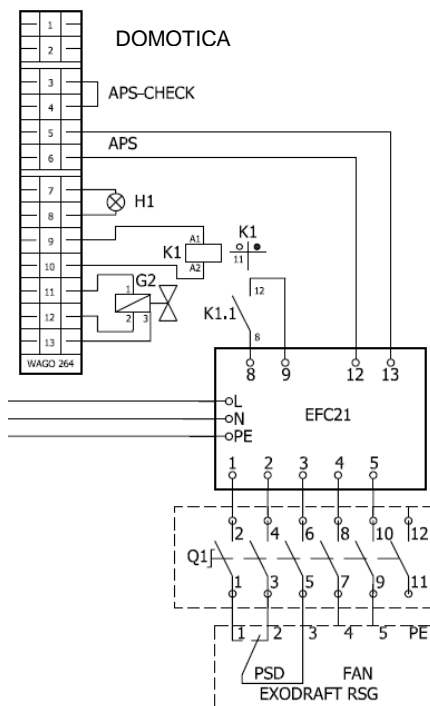 DOMOTICA
1
2
3
4
APS-CHECK
5
APS
6
7
8
H1
9
A1
K1
K1
11
10
A2
11
G2
1
12
2
3
13
12
K1.1
8
WAGO 264
8 9 12 13
EFC21
L
N
PE
1 2 3 4 5
2 4 6 8 10 12
Q1
1 3 5 7 9 11
1 2 3 4 5 PE
PSD FAN
EXODRAFT RSG